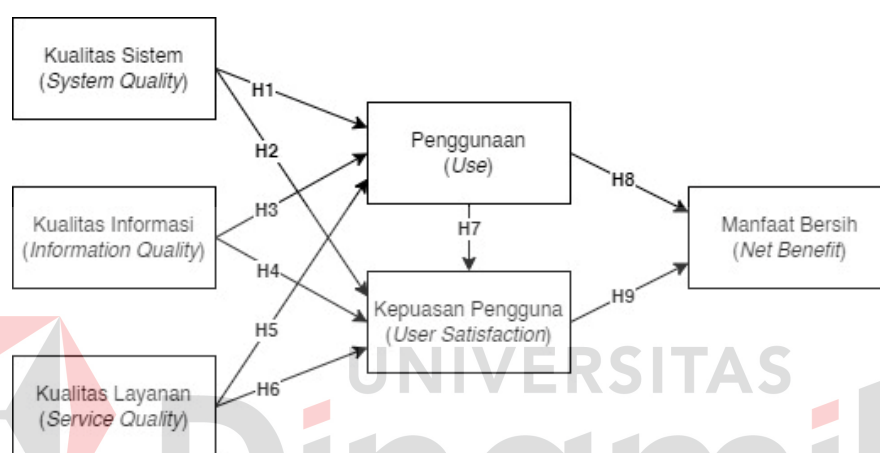 Kualitas Sistem
(System Quality)
H1
H2
Penggunaan
(Use)
H8
Kualitas Informasi
(Information Quality)
H3
H4
H7
Manfaat Bersih
(Net Benefit)
Kepuasan Pengguna
(User Satisfaction)
H9
H5
H6
Kualitas Layanan
(Service Quality)
UNIVERSITAS